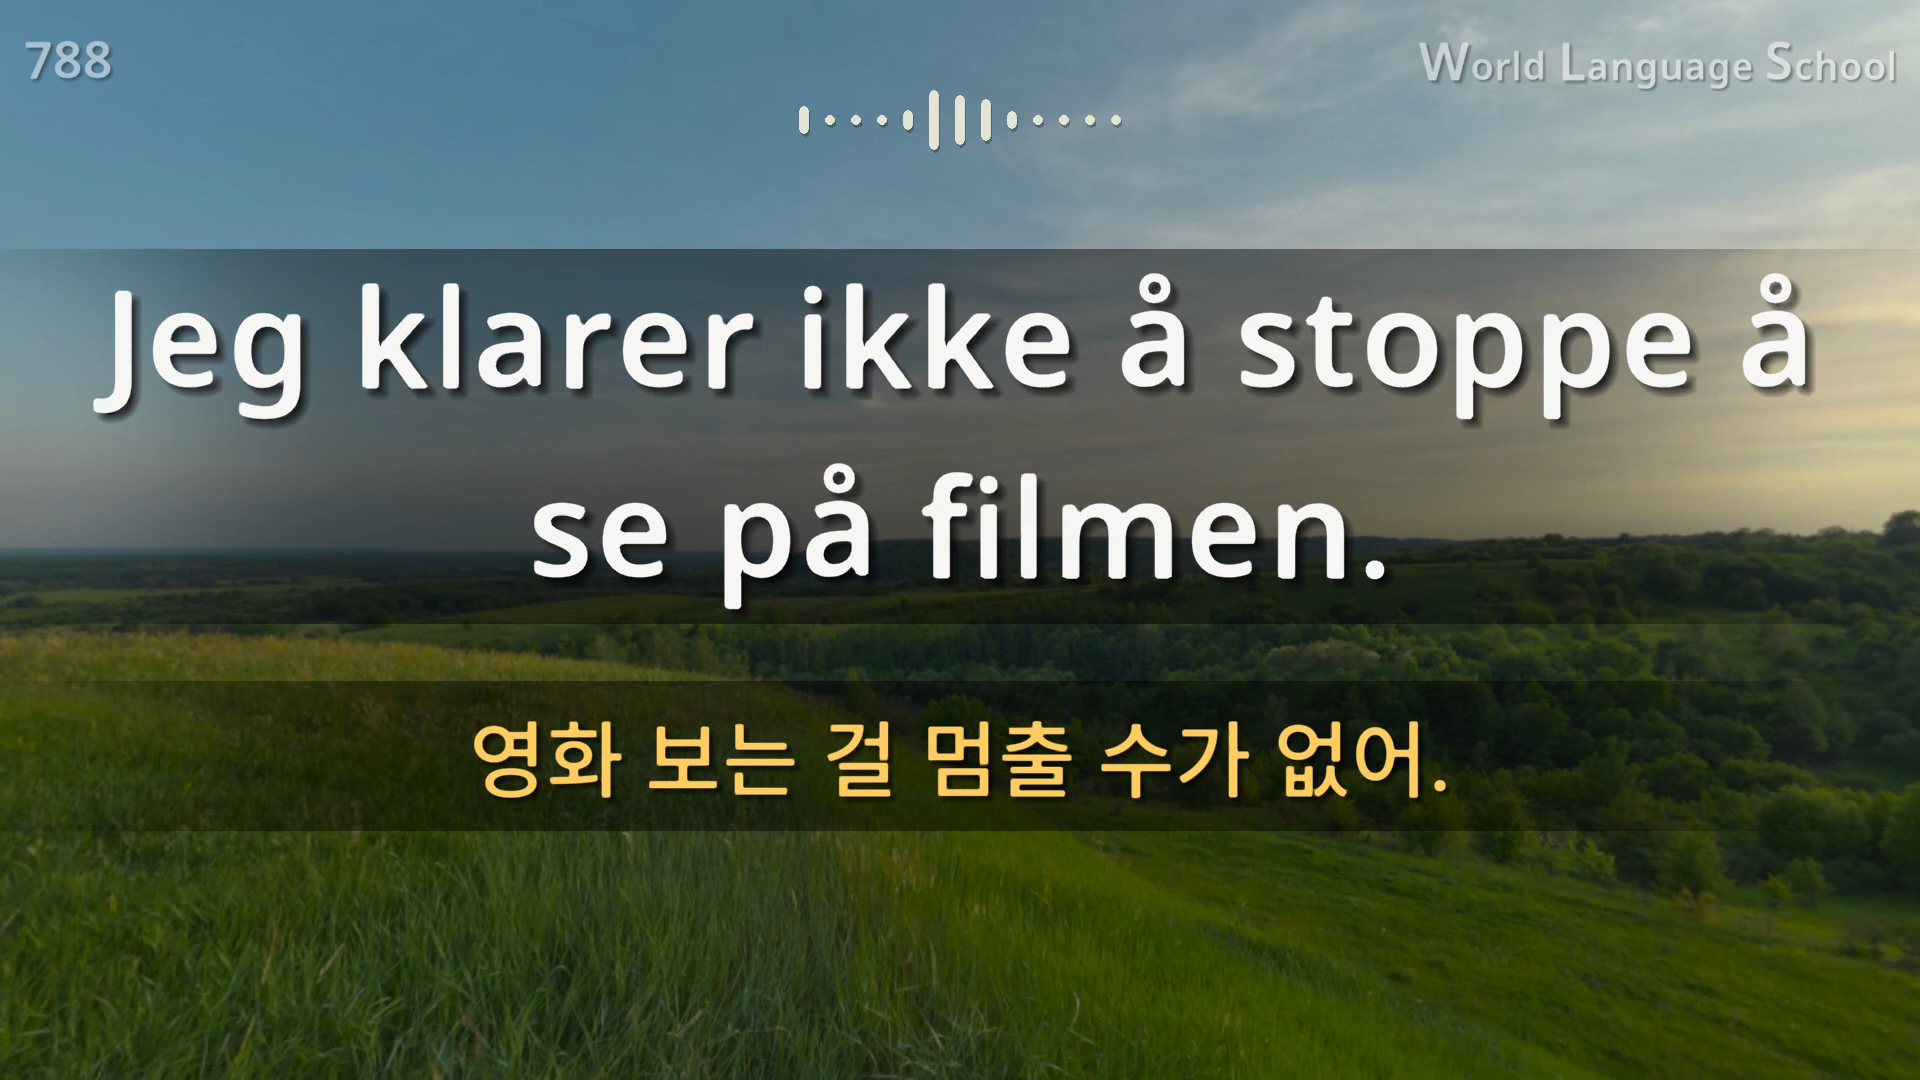 788
World Language School
Jeg klarer ikke å stoppe å
se på filmen.
영화 보는 걸 멈출 수가 없어.